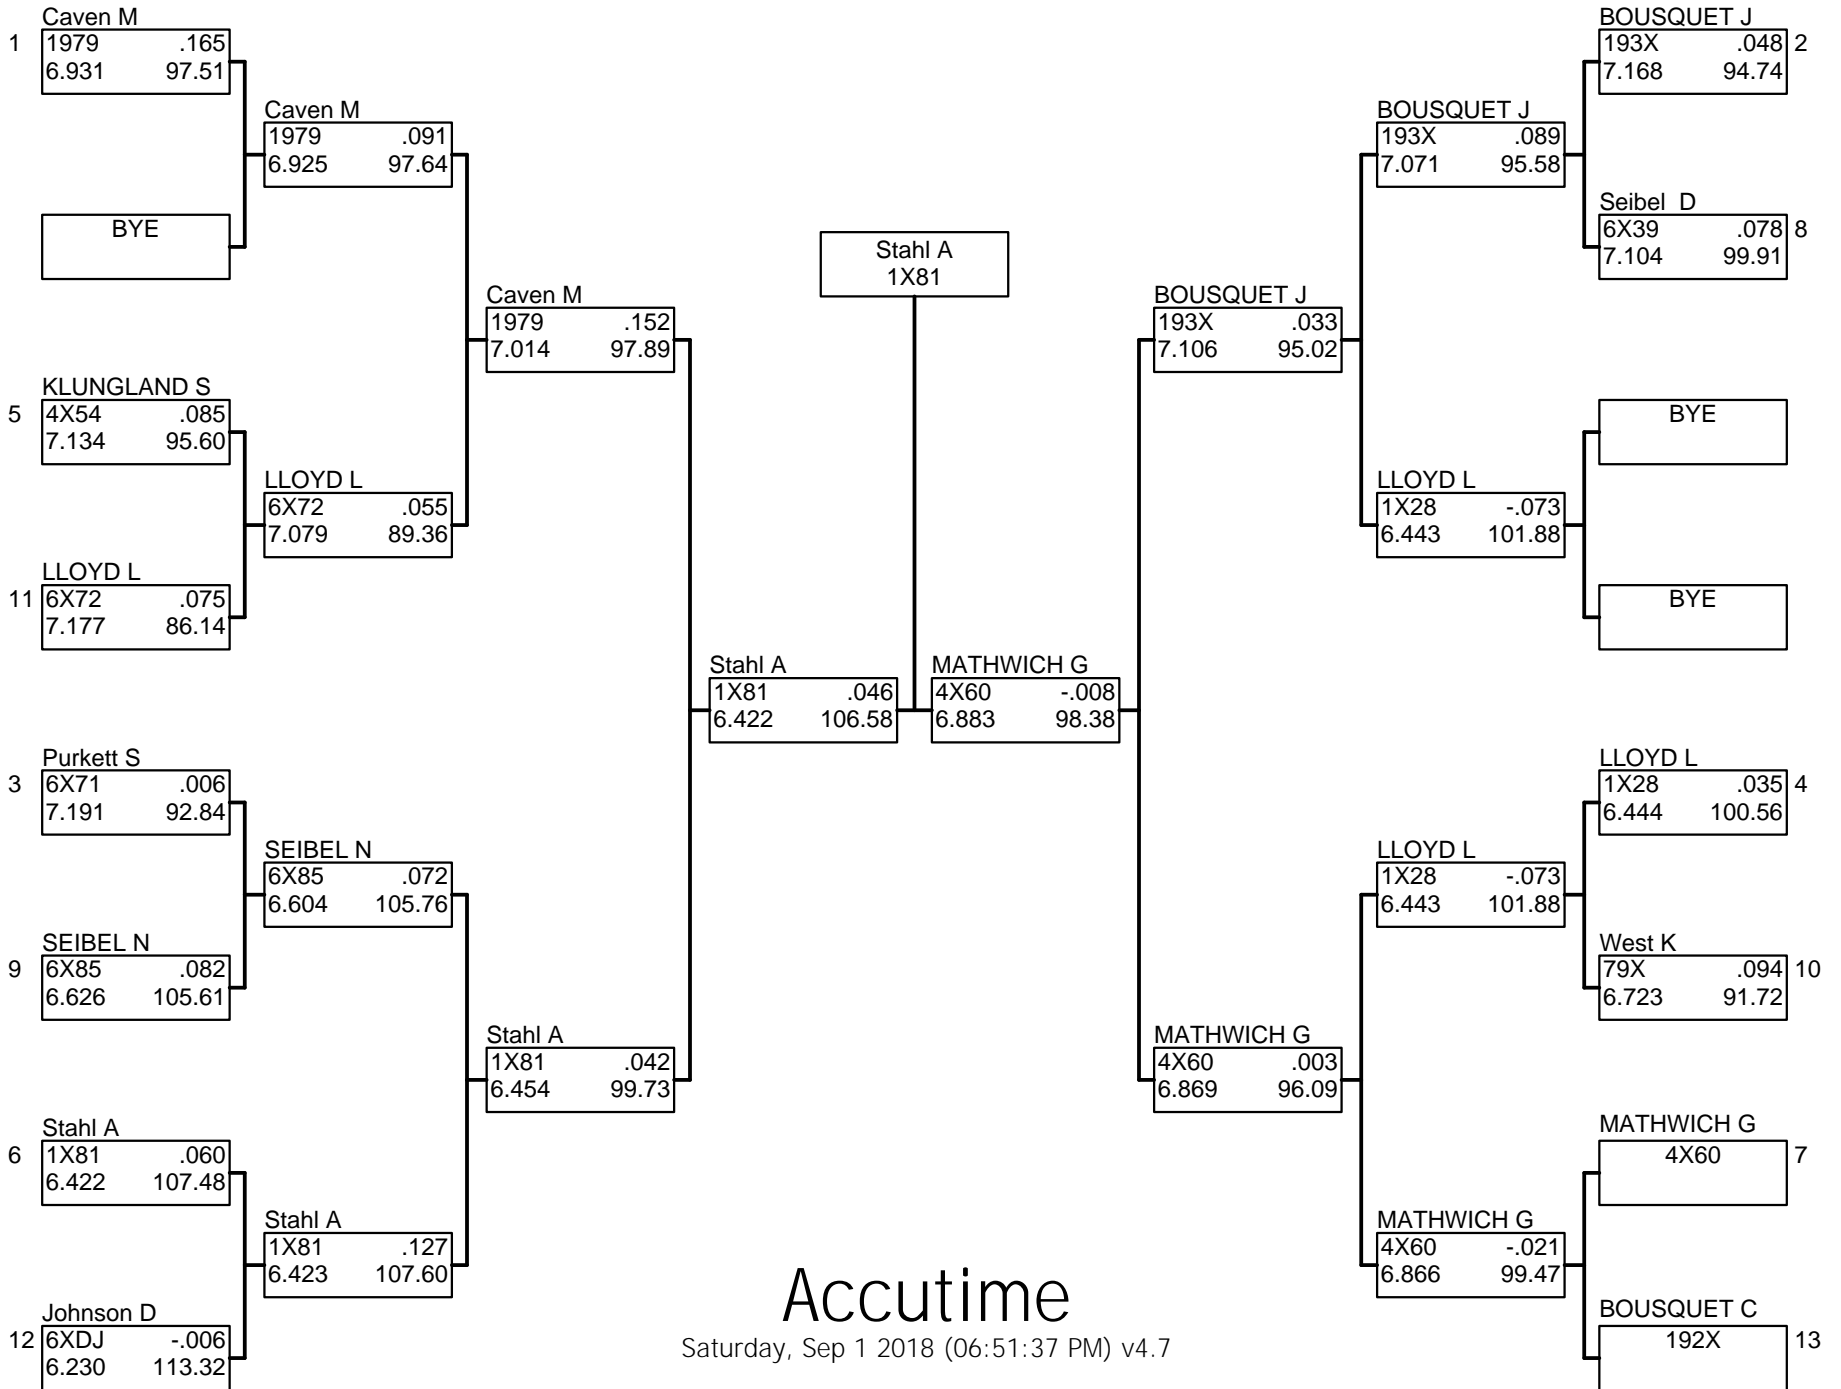 Caven M
1 1979 .165
6.931 97.51
BYE
KLUNGLAND S
5 4X54 .085
7.134 95.60
LLOYD L
11 6X72 .075
7.177 86.14
Purkett S
3 6X71 .006
7.191 92.84
SEIBEL N
9 6X85 .082
6.626 105.61
Stahl A
6 1X81 .060
6.422 107.48
Johnson D
12 6XDJ -.006
6.230 113.32
Caven M
1979 .091
6.925 97.64
LLOYD L
6X72 .055
7.079 89.36
SEIBEL N
6X85 .072
6.604 105.76
Stahl A
1X81 .127
6.423 107.60
Caven M
1979 .152
7.014 97.89
Stahl A
1X81 .042
6.454 99.73
Stahl A
1X81 .046
6.422 106.58
Stahl A
1X81
MATHWICH G
4X60 -.008
6.883 98.38
BOUSQUET J
193X .033
7.106 95.02
MATHWICH G
4X60 .003
6.869 96.09
BOUSQUET J
193X .089
7.071 95.58
LLOYD L
1X28 -.073
6.443 101.88
LLOYD L
1X28 -.073
6.443 101.88
MATHWICH G
4X60 -.021
6.866 99.47
BOUSQUET J
193X .048 2
7.168 94.74
Seibel D
6X39 .078 8
7.104 99.91
BYE
BYE
LLOYD L
1X28 .035 4
6.444 100.56
West K
79X .094 10
6.723 91.72
MATHWICH G
4X60 7
BOUSQUET C
192X 13
Accutime
Saturday, Sep 1 2018 (06:51:37 PM) v4.7